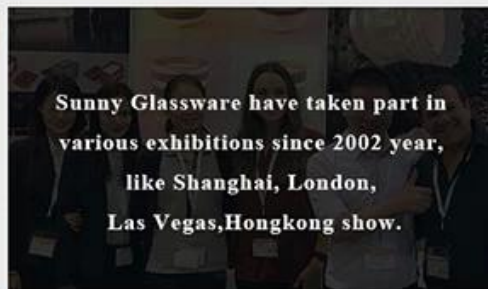 Sunny Glassware have taken part in
various exhibitions since 2002 year,
like Shanghai, London,
Las Vegas,Hongkong show.